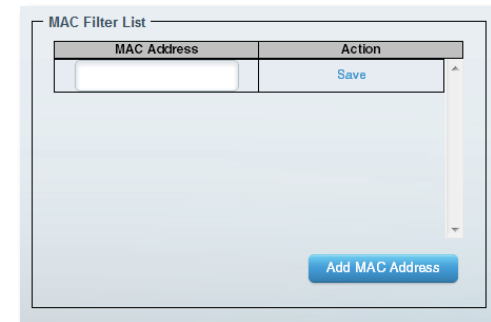 MAC Filter List
MAC Address Action
Save
Add MAC Address